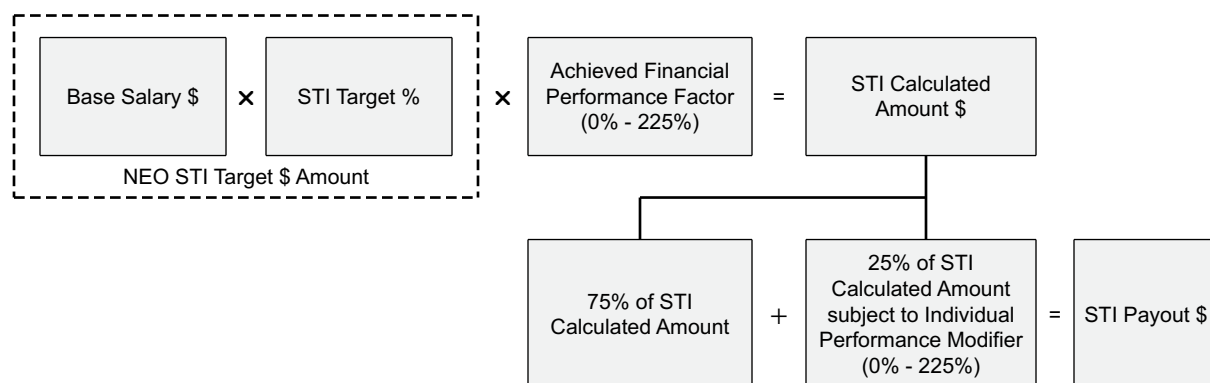 Base Salary $
×
STI Target %
NEO STI Target $ Amount
×
Achieved Financial
Performance Factor
(0% - 225%)
=
STI Calculated
Amount $
75% of STI
Calculated Amount
+
25% of STI
Calculated Amount
subject to Individual
Performance Modifier
(0% - 225%)
=
STI Payout $